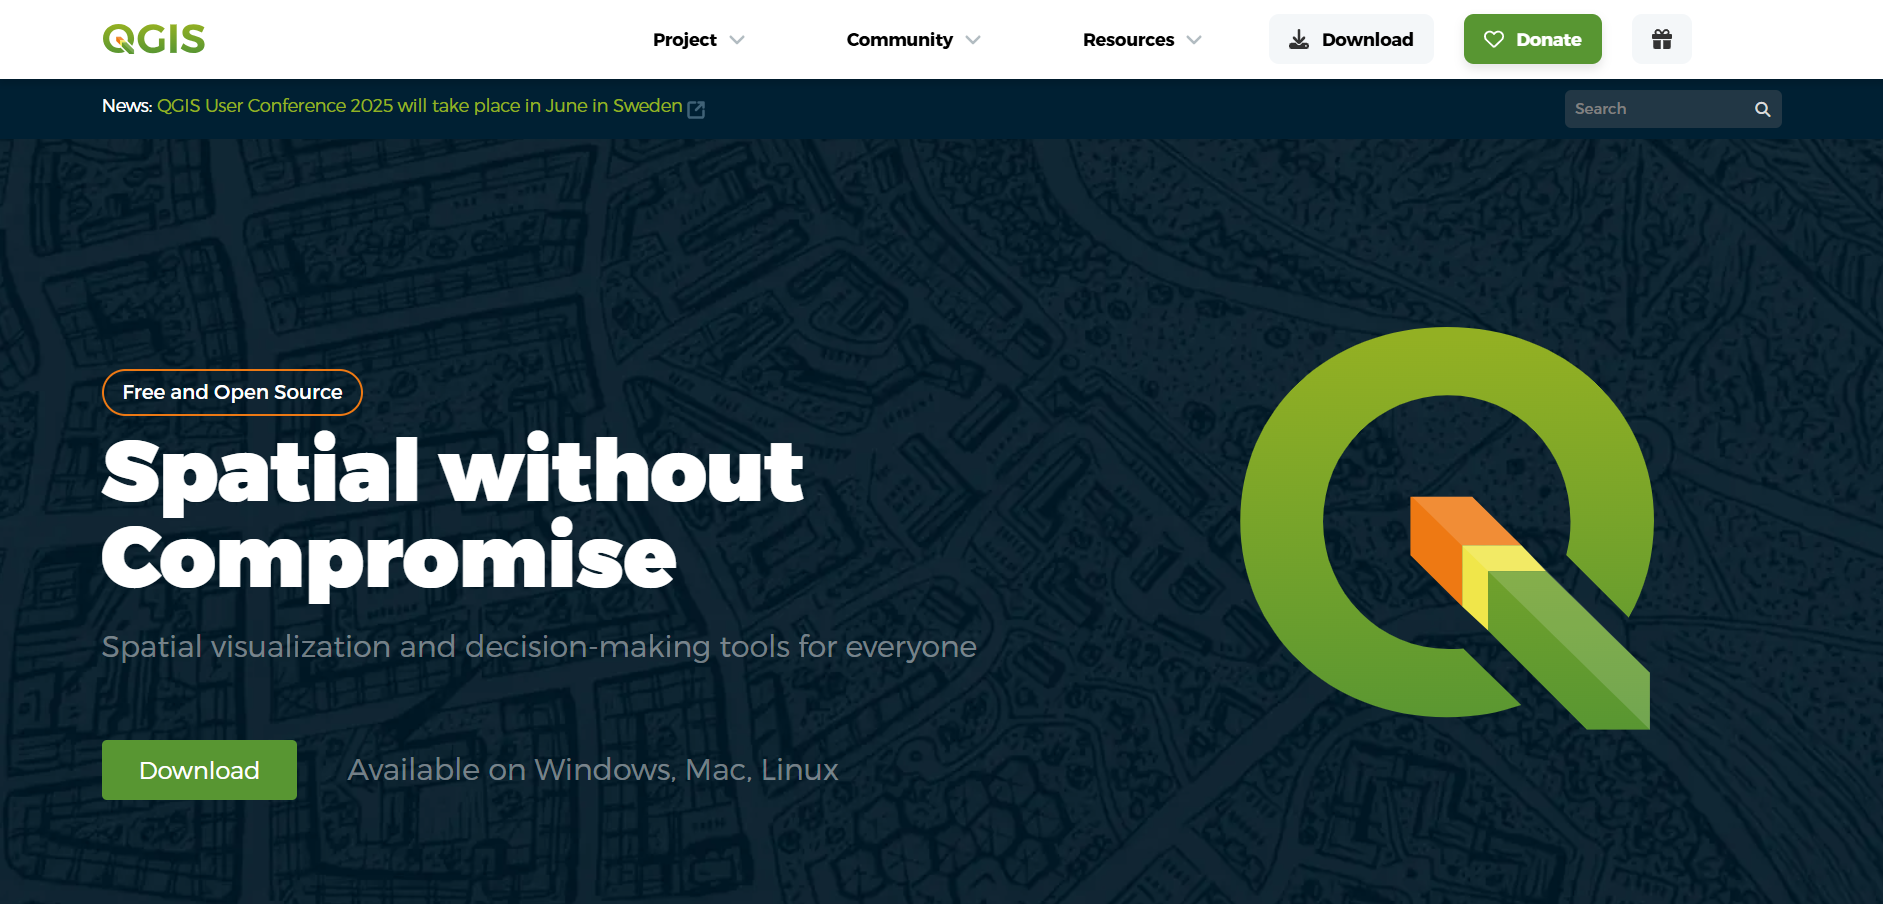 QGIS
Project
Community
Resources
Download
Donate
News: QGIS User Conference 2025 will take place in June in Sweden
Search
Free and Open Source
Spatial without
Compromise
Spatial visualization and decision-making tools for everyone
Download
Available on Windows, Mac, Linux